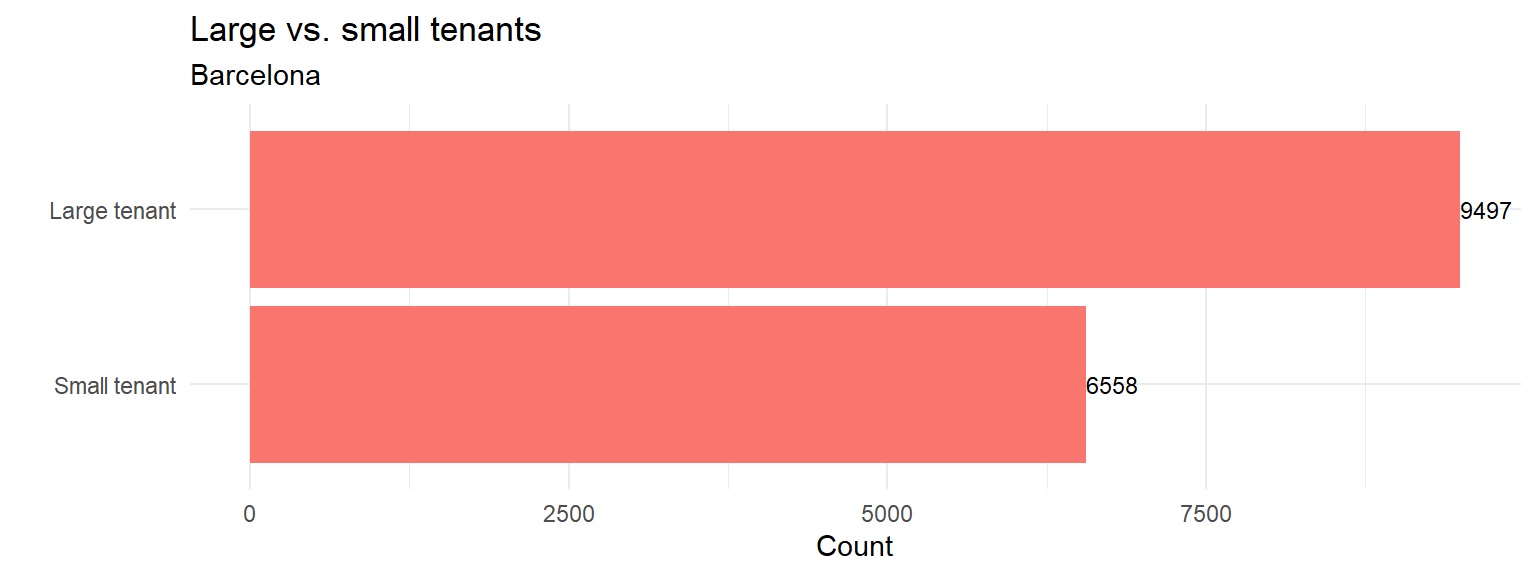 Large vs. small tenants
Barcelona
Large tenant
9497
Small tenant
6558
0 2500 5000 7500
Count